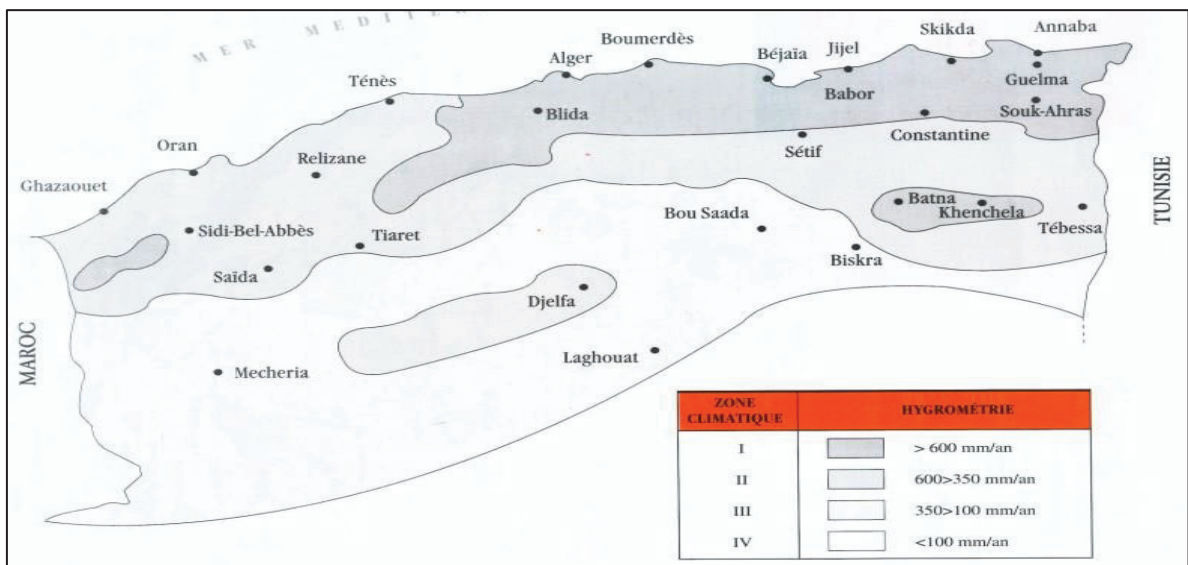 MER MEDITER
Skikda
Annaba
Boumerdès
Béjaïa
Jijel
Alger
Guelma
Ténès
Babor
Blida
Souk-Ahras
Constantine
Oran
Relizane
Sétif
TUNISIE
Ghazaouet
Batna
Khenchela
Bou Saada
Sidi-Bel-Abbès
Tiaret
Tébessa
Biskra
Saïda
Djelfa
MAROC
Laghouat
Mecheria
ZONE
CLIMATIQUE
HYGROMÉTRIE
I
> 600 mm/an
II
600>350 mm/an
III
350>100 mm/an
IV
<100 mm/an